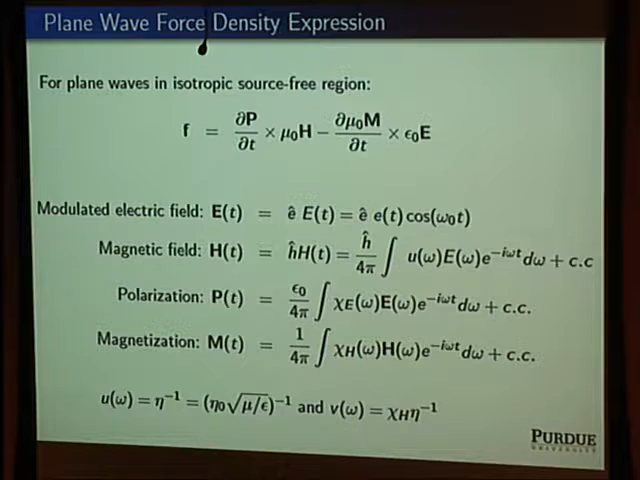 Plane Wave Force Density Expression
For plane waves in isotropic source-free region:
f = ∂P/∂t × μ₀H − ∂μ₀M/∂t × ϵ₀E
Modulated electric field: E(t) = ê E(t) = ê e(t) cos(ω₀t)
Magnetic field: H(t) = ĥH(t) = ĥ/4π ∫ u(ω)E(ω)e^{−iωt}dω + c.c
Polarization: P(t) = ϵ₀/4π ∫ χ_E(ω)E(ω)e^{−iωt}dω + c.c.
Magnetization: M(t) = 1/4π ∫ χ_H(ω)H(ω)e^{−iωt}dω + c.c.
u(ω) = η⁻¹ = (η₀√μ/ϵ)⁻¹ and v(ω) = χ_Hη⁻¹
PURDUE
UNIVERSITY